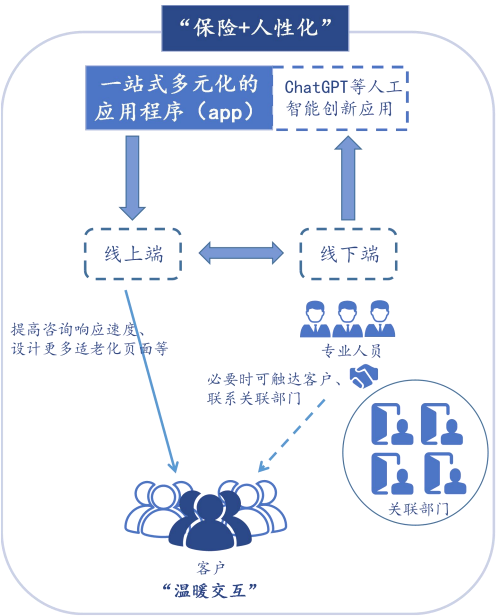 “保险+人性化”
一站式多元化的
应用程序（app）
ChatGPT等人工
智能创新应用
线上端
线下端
提高咨询响应速度、
设计更多适老化页面等
专业人员
必要时可触达客户、
联系关联部门
关联部门
客户
“温暖交互”